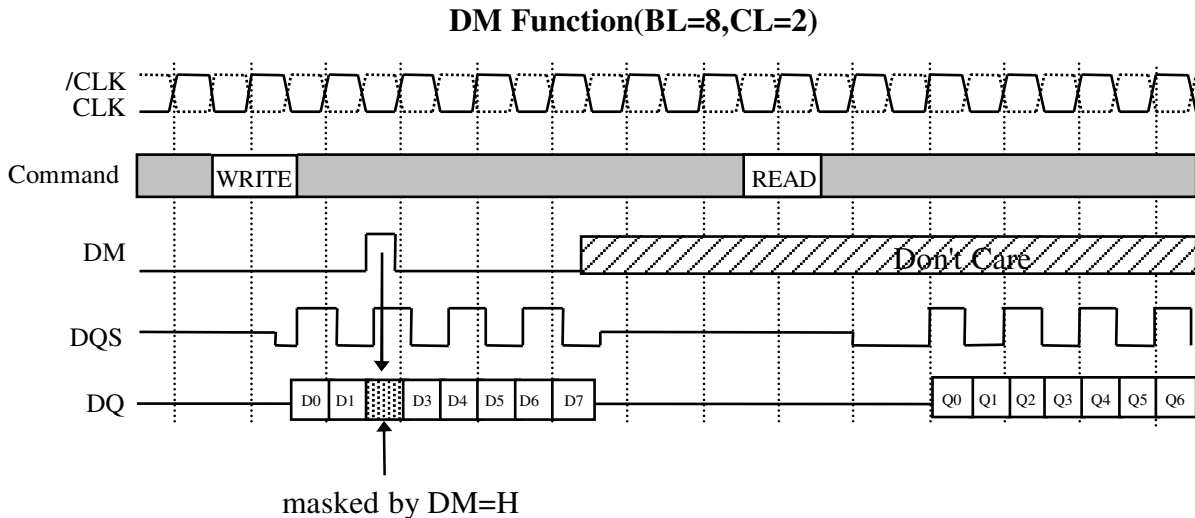 DM Function(BL=8,CL=2)
/CLK
CLK
Command WRITE READ
DM Don't Care
DQS
DQ D0 D1 D3 D4 D5 D6 D7 Q0 Q1 Q2 Q3 Q4 Q5 Q6
masked by DM=H